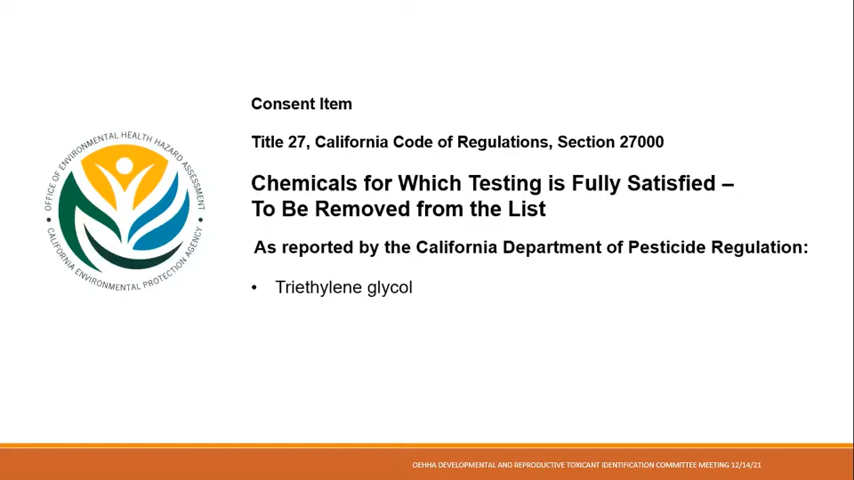 OFFICE OF ENVIRONMENTAL HEALTH HAZARD ASSESSMENT
CALIFORNIA ENVIRONMENTAL PROTECTION AGENCY
Consent Item
Title 27, California Code of Regulations, Section 27000
Chemicals for Which Testing is Fully Satisfied –
To Be Removed from the List
As reported by the California Department of Pesticide Regulation:
• Triethylene glycol
OEHHA DEVELOPMENTAL AND REPRODUCTIVE TOXICANT IDENTIFICATION COMMITTEE MEETING 12/14/21